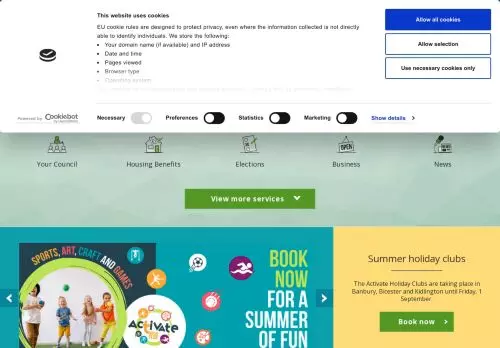 This website uses cookies
EU cookie rules are designed to protect privacy, even where the information collected is not directly
able to identify individuals. We store the following:
• Your domain name (if available) and IP address
• Date and time
• Pages viewed
• Browser type
• Operating system
Allow all cookies
Allow selection
Use necessary cookies only
Powered by Cookiebot
by Usercentrics
Necessary
Preferences
Statistics
Marketing
Show details
Your Council
Housing Benefits
Elections
OPEN
Business
News
View more services
SPORTS, ART, CRAFT AND GAMES
Activate
BOOK
NOW
FOR A
SUMMER
OF FUN
Summer holiday clubs
The Activate Holiday Clubs are taking place in
Banbury, Bicester and Kidlington until Friday, 1
September
Book now